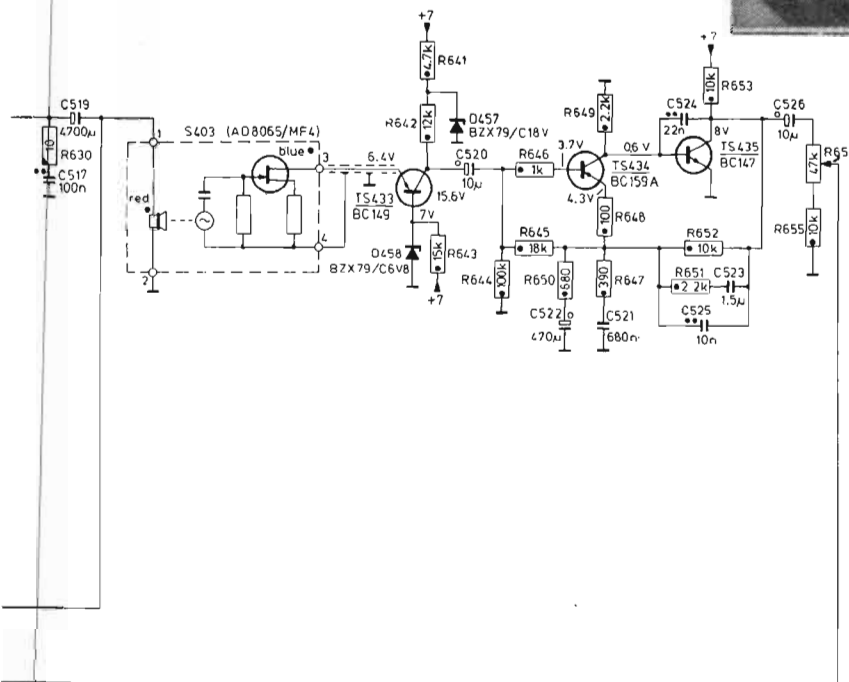 +7
4.7k R641
R642 12k
D457
BZX79/C18V
C519
4700µ
10
R630
C517
100n
S403 (AD8065/MF4)
1
blue
3
red
4
2
6.4V
TS433
BC149
15.6V
7V
D458
BZX79/C6V8
15k R643
+7
C520
10µ
R646
1k
3.7V
R649 2.2k
0.6V
TS434
BC159A
4.3V
100
R648
R645
18k
R644 100k
R650 680
390 R647
C522
470µ
C521
680n
C524
22n
+7
10k R653
8V
TS435
BC147
C526
10µ
47k
R65
R655 10k
R652
10k
R651
2.2k
C523
1.5µ
C525
10n